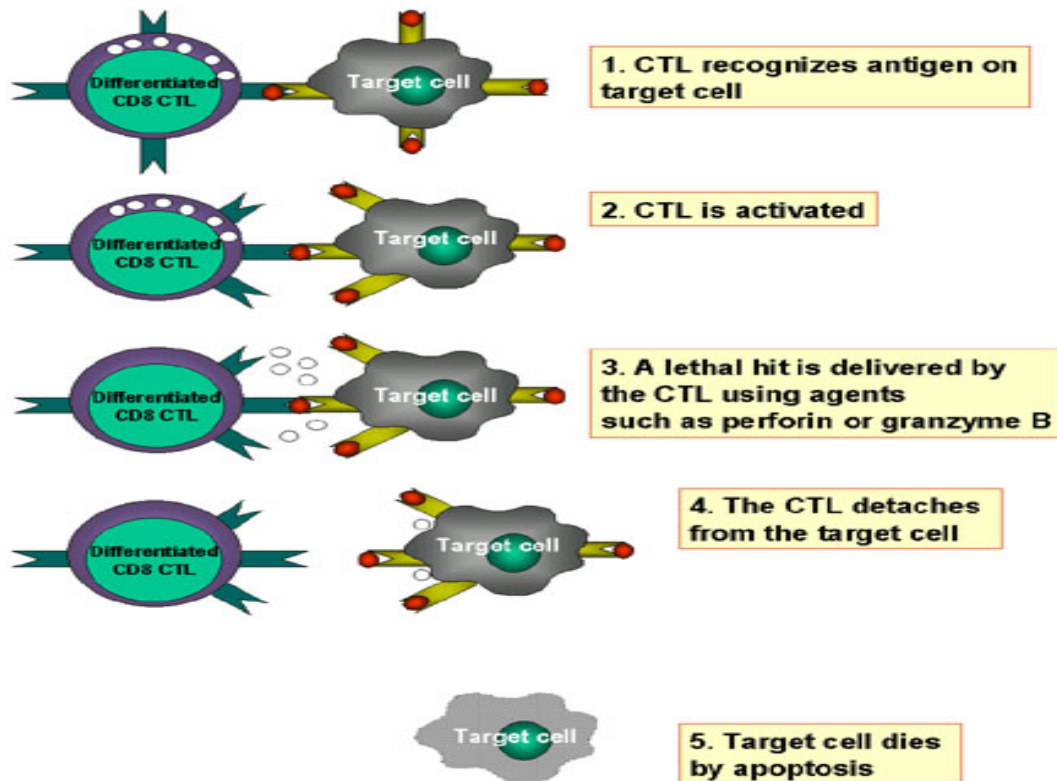 Differentiated
CD8 CTL
Target cell
1. CTL recognizes antigen on
target cell
Differentiated
CD8 CTL
Target cell
2. CTL is activated
Differentiated
CD8 CTL
Target cell
3. A lethal hit is delivered by
the CTL using agents
such as perforin or granzyme B
Differentiated
CD8 CTL
Target cell
4. The CTL detaches
from the target cell
Target cell
5. Target cell dies
by apoptosis